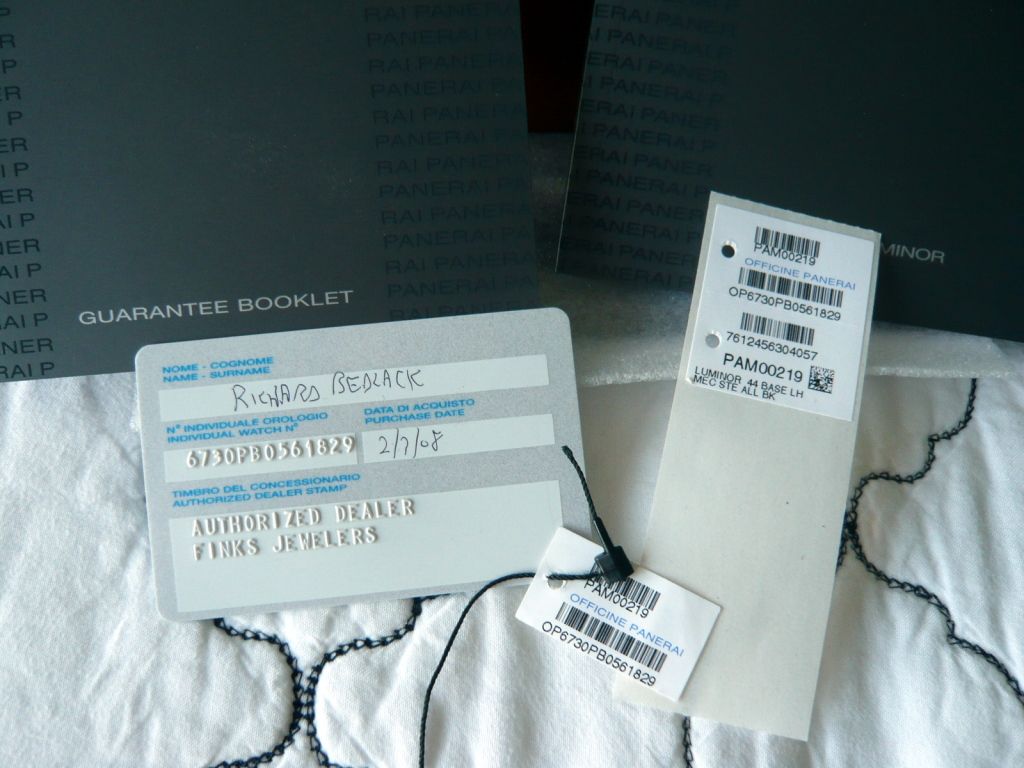 GUARANTEE BOOKLET
MINOR
NOME - COGNOME
NAME - SURNAME
RICHARD BEDLACK
N° INDIVIDUALE OROLOGIO
INDIVIDUAL WATCH N°
6730PB0561829
DATA DI ACQUISTO
PURCHASE DATE
2/7/08
TIMBRO DEL CONCESSIONARIO
AUTHORIZED DEALER STAMP
AUTHORIZED DEALER
FINKS JEWELERS
PAM00219
OFFICINE PANERAI
OP6730PB0561829
7612456304057
PAM00219
LUMINOR 44 BASE LH
MEC STE ALL BK
PAM00219
OFFICINE PANERAI
OP6730PB0561829